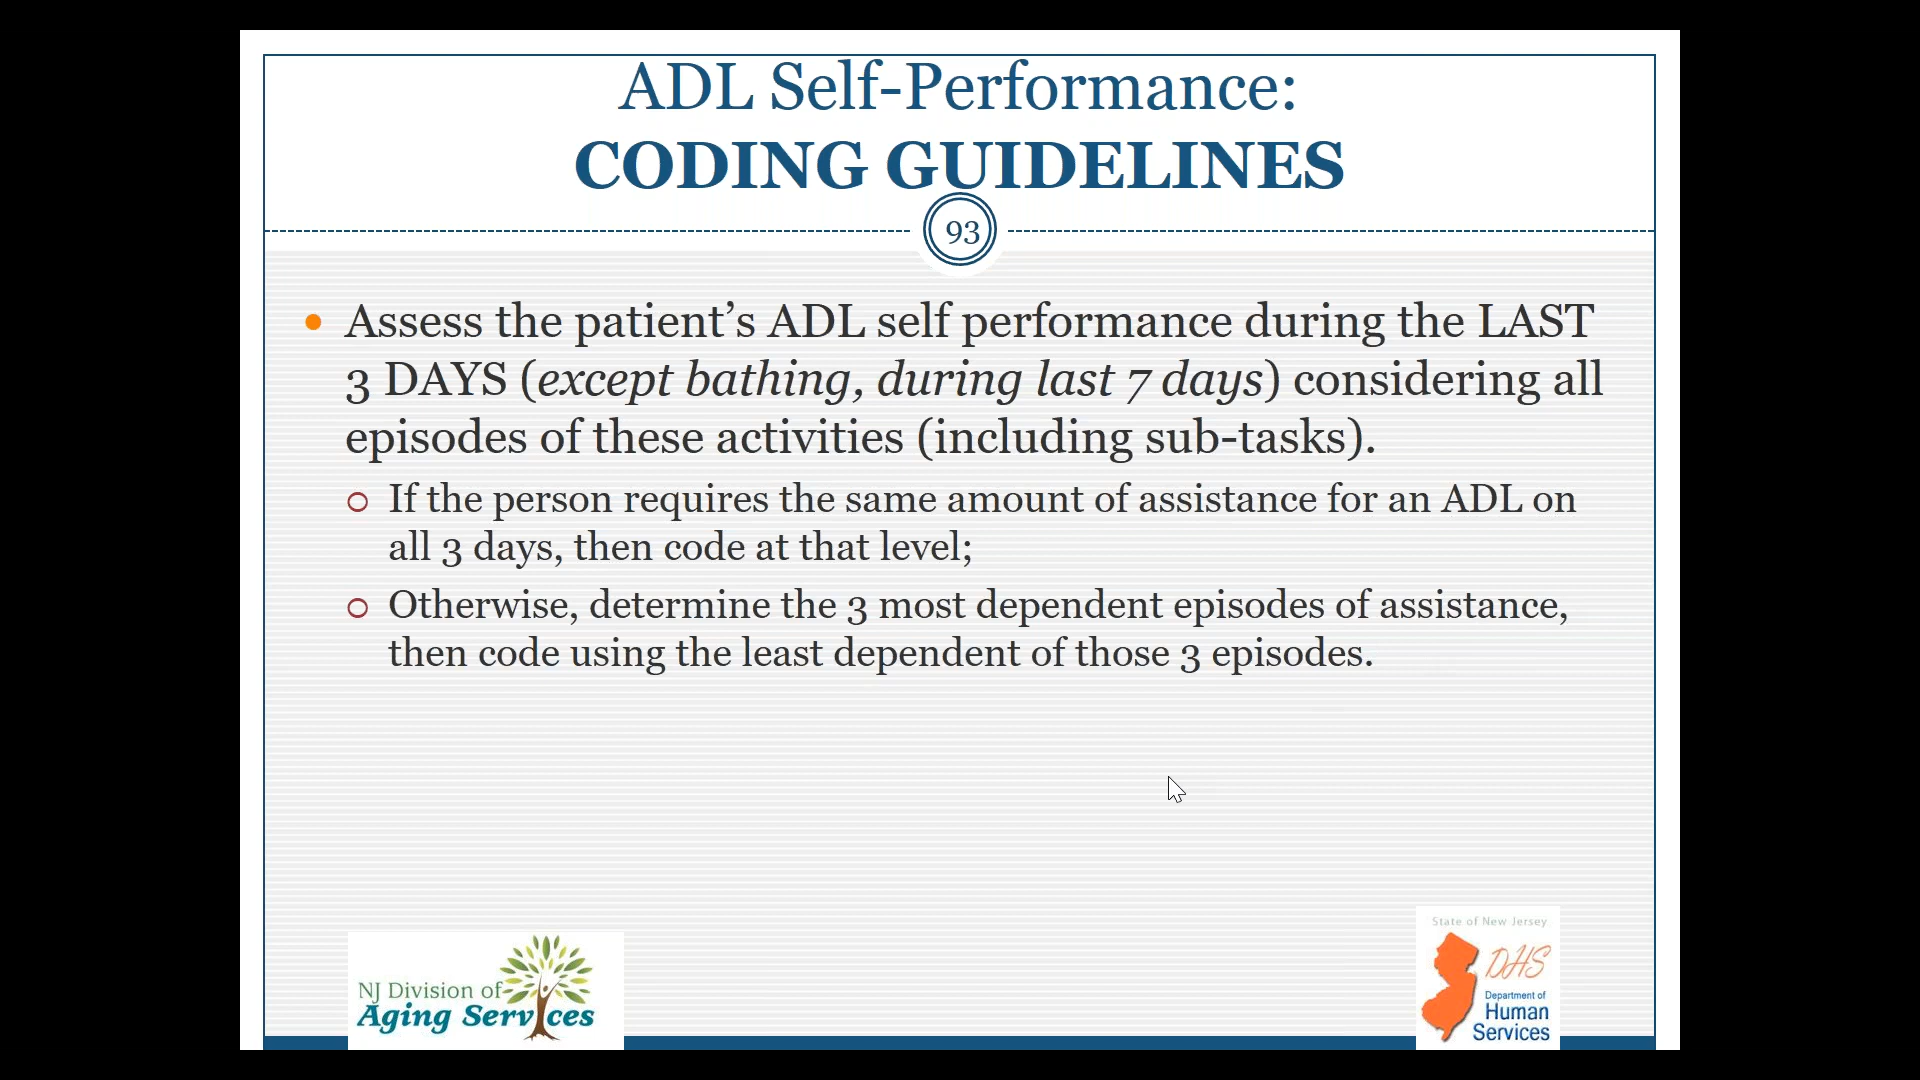 ADL Self-Performance:
CODING GUIDELINES
93
Assess the patient’s ADL self performance during the LAST
3 DAYS (except bathing, during last 7 days) considering all
episodes of these activities (including sub-tasks).
If the person requires the same amount of assistance for an ADL on
all 3 days, then code at that level;
Otherwise, determine the 3 most dependent episodes of assistance,
then code using the least dependent of those 3 episodes.
NJ Division of
Aging Services
State of New Jersey
DHS
Department of
Human
Services